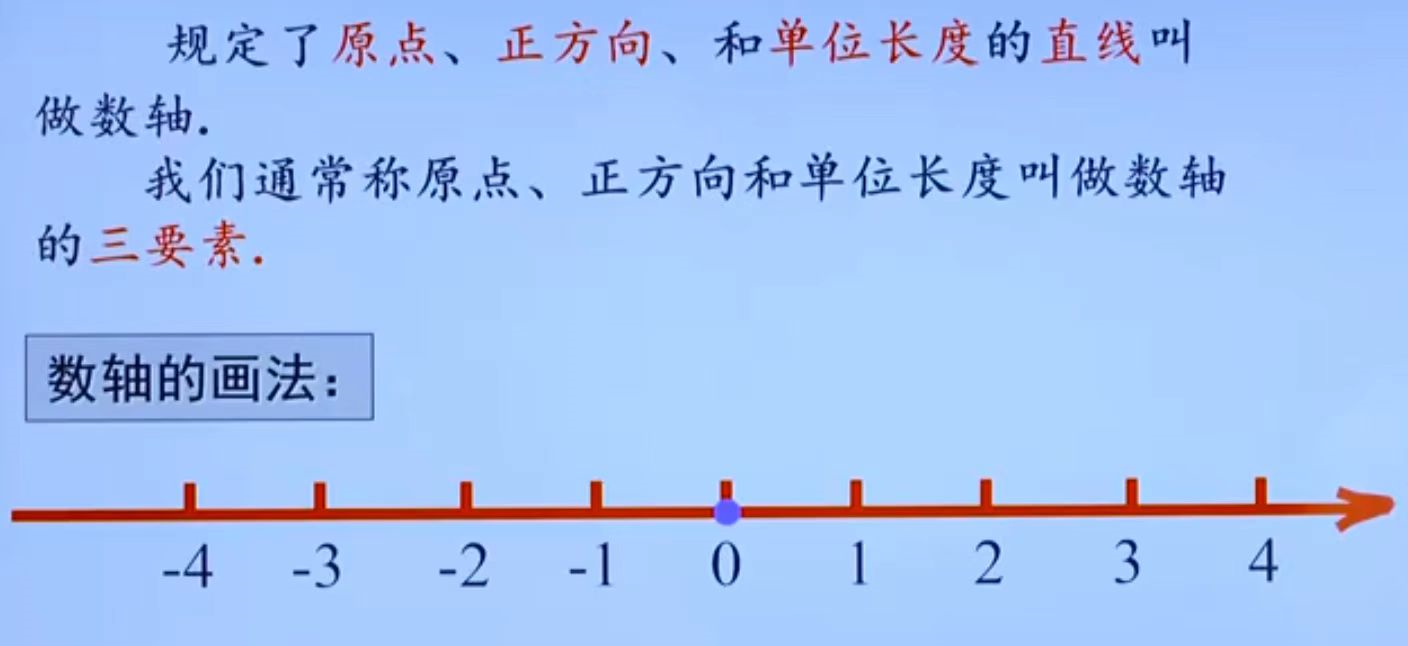 规定了原点、正方向、和单位长度的直线叫
做数轴.
我们通常称原点、正方向和单位长度叫做数轴
的三要素.
数轴的画法：
-4 -3 -2 -1 0 1 2 3 4